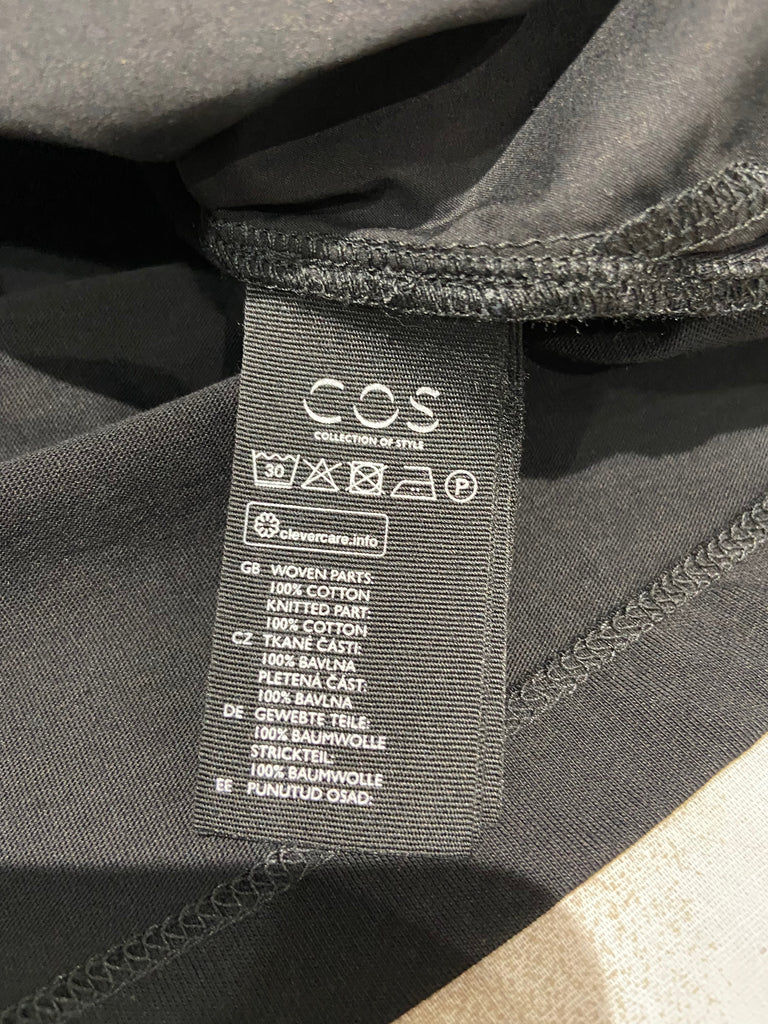 COS
COLLECTION OF STYLE
30
P
clevercare.info
GB WOVEN PARTS:
100% COTTON
KNITTED PART:
100% COTTON
CZ TKANÉ ČÁSTI:
100% BAVLNA
PLETENÁ ČÁST:
100% BAVLNA
DE GEWEBTE TEILE:
100% BAUMWOLLE
STRICKTEIL:
100% BAUMWOLLE
EE PUNUTUD OSAD: